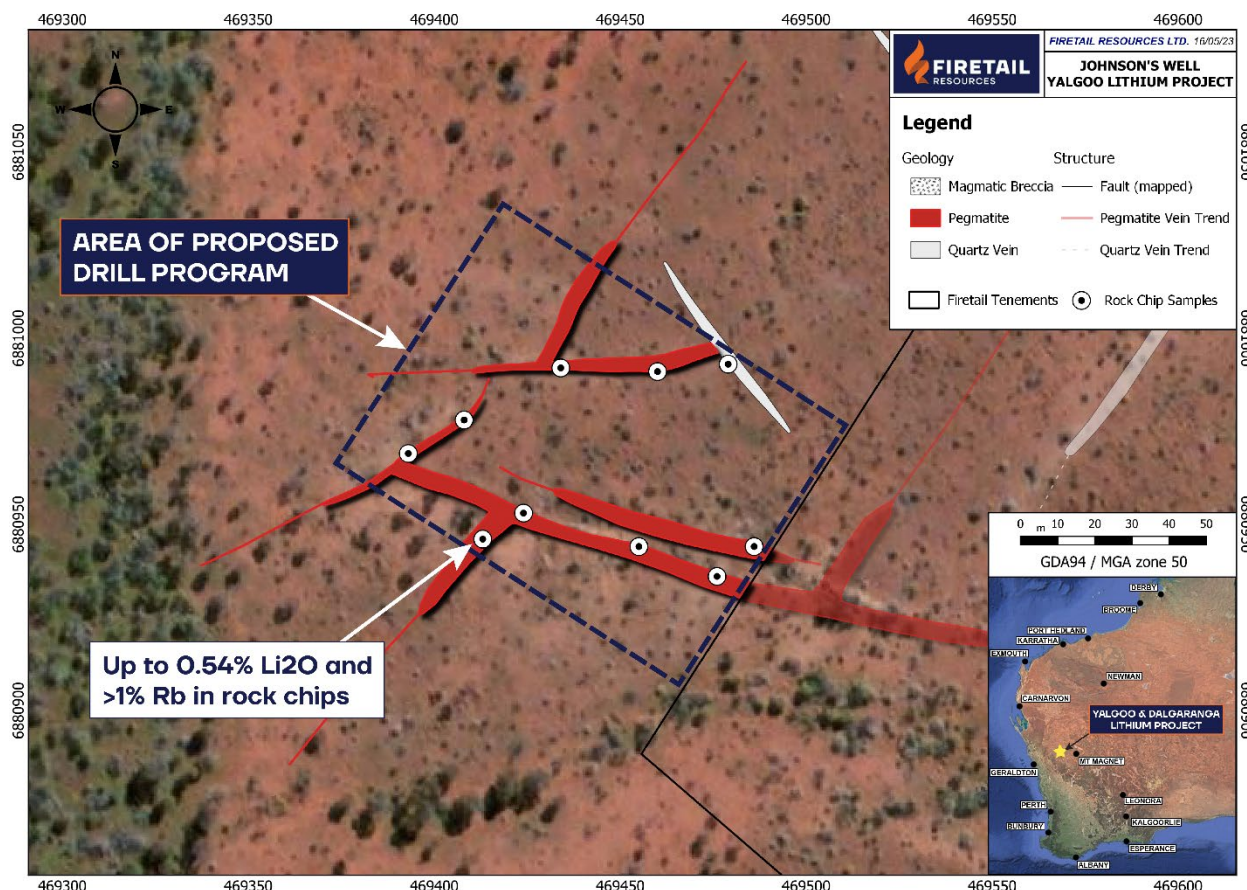 469300 469350 469400 469450 469500 469550 469600
6881050
6881000
6880950
6880900
N
W E
S
AREA OF PROPOSED
DRILL PROGRAM
Up to 0.54% Li2O and
>1% Rb in rock chips
FIRETAIL
RESOURCES
FIRETAIL RESOURCES LTD. 16/05/23
JOHNSON'S WELL
YALGOO LITHIUM PROJECT
Legend
Geology Structure
Magmatic Breccia Fault (mapped)
Pegmatite Pegmatite Vein Trend
Quartz Vein Quartz Vein Trend
Firetail Tenements Rock Chip Samples
6881050
6881000
6880950
6880900
0 m 10 20 30 40 50
GDA94 / MGA zone 50
DERBY
BROOME
PORT HEDLAND
KARRATHA
EXMOUTH
NEWMAN
CARNARVON
YALGOO & DALGARANGA
LITHIUM PROJECT
MT MAGNET
GERALDTON
LEONORA
PERTH
KALGOORLIE
BUNBURY
ESPERANCE
ALBANY
469300 469350 469400 469450 469500 469550 469600